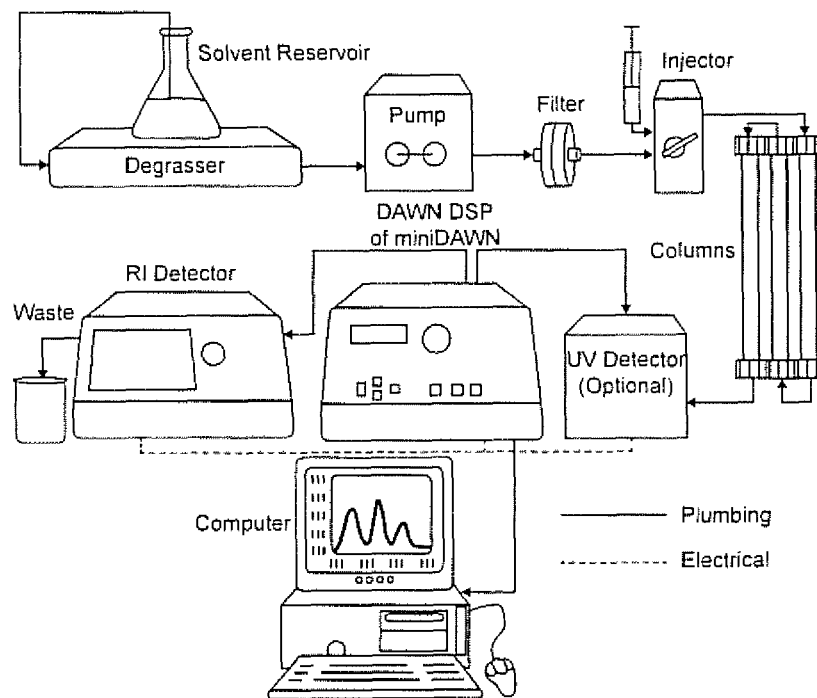 Solvent Reservoir
Degrasser
Pump
Filter
Injector
Columns
DAWN DSP
of miniDAWN
RI Detector
Waste
UV Detector
(Optional)
Computer
Plumbing
Electrical